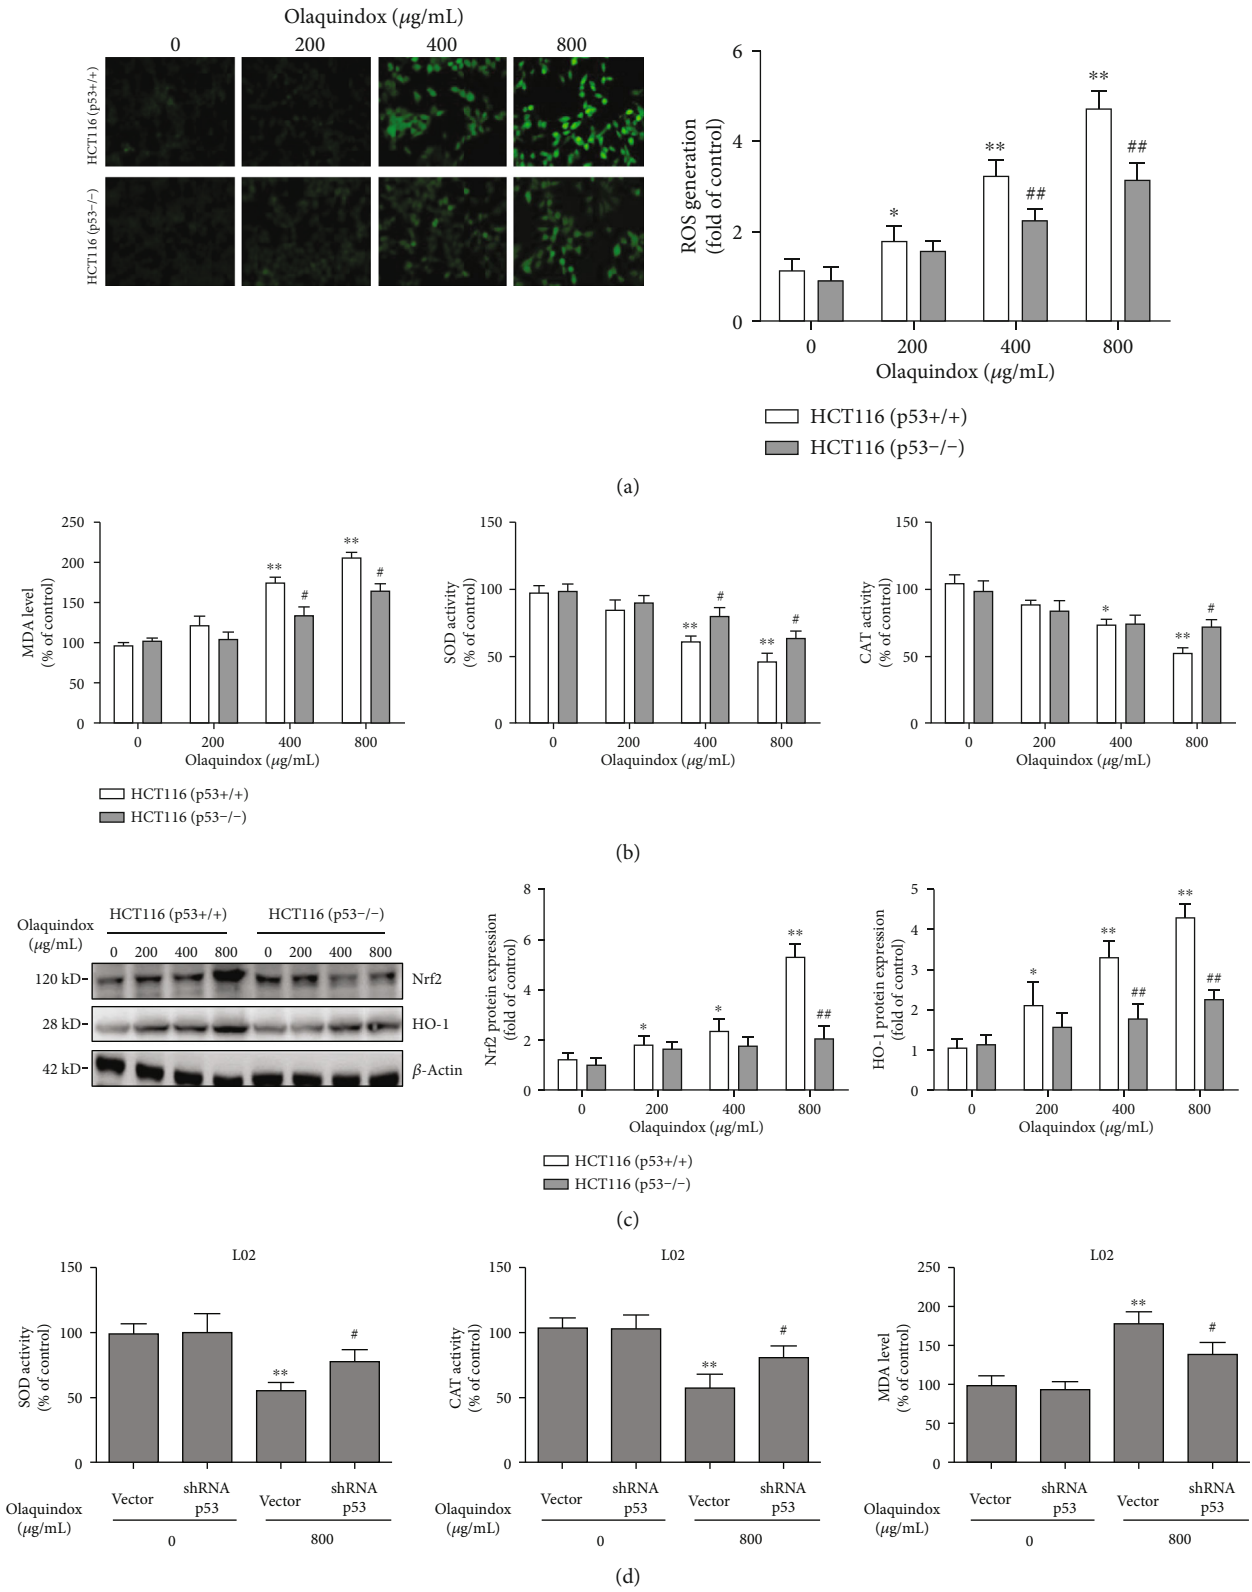 Olaquindox (μg/mL)
0 200 400 800
HCT116 (p53+/+)
HCT116 (p53−/−)
ROS generation
(fold of control)
6
4
2
0
* ** ## ** ##
0 200 400 800
Olaquindox (μg/mL)
HCT116 (p53+/+)
HCT116 (p53−/−)
(a)
MDA level
(% of control)
250
200
150
100
50
0
** # ** #
0 200 400 800
Olaquindox (μg/mL)
HCT116 (p53+/+)
HCT116 (p53−/−)
SOD activity
(% of control)
150
100
50
0
** # ** #
0 200 400 800
Olaquindox (μg/mL)
CAT activity
(% of control)
150
100
50
0
* ** #
0 200 400 800
Olaquindox (μg/mL)
(b)
Olaquindox
(μg/mL)
HCT116 (p53+/+) HCT116 (p53−/−)
0 200 400 800 0 200 400 800
120 kD Nrf2
28 kD HO-1
42 kD β-Actin
Nrf2 protein expression
(fold of control)
8
6
4
2
0
* * ** ##
0 200 400 800
Olaquindox (μg/mL)
HCT116 (p53+/+)
HCT116 (p53−/−)
HO-1 protein expression
(fold of control)
5
4
3
2
1
0
* ** ## ** ##
0 200 400 800
Olaquindox (μg/mL)
(c)
L02
SOD activity
(% of control)
150
100
50
0
** #
Vector shRNA p53 Vector shRNA p53
Olaquindox
(μg/mL)
0 800
L02
CAT activity
(% of control)
150
100
50
0
** #
Vector shRNA p53 Vector shRNA p53
Olaquindox
(μg/mL)
0 800
L02
MDA level
(% of control)
250
200
150
100
50
0
** #
Vector shRNA p53 Vector shRNA p53
Olaquindox
(μg/mL)
0 800
(d)